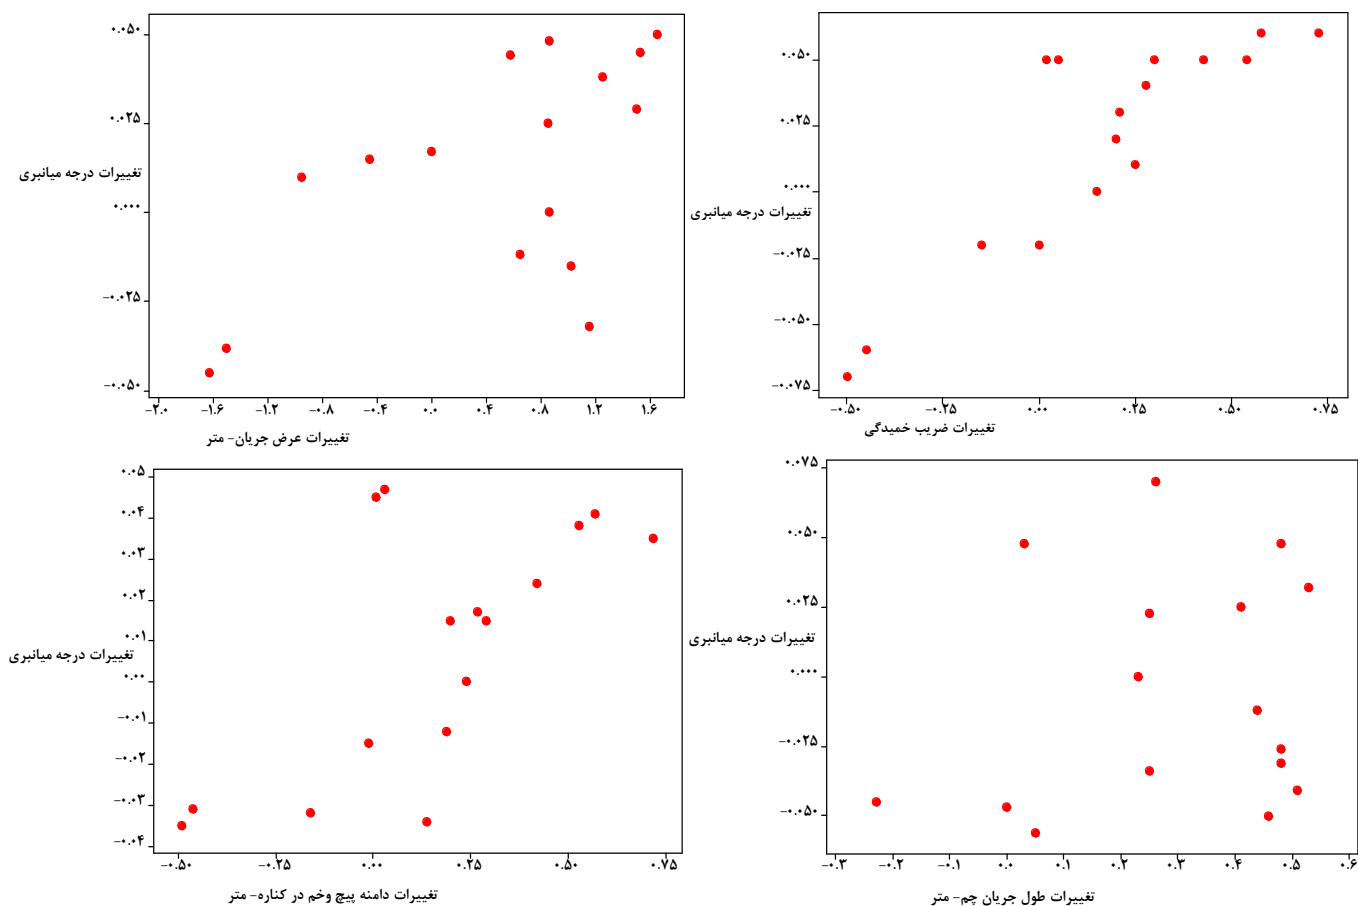 ۰.۰۵۰
۰.۰۲۵
تغییرات درجه میانبری
۰.۰۰۰
-۰.۰۲۵
-۰.۰۵۰
-۲.۰ -۱.۶ -۱.۲ -۰.۸ -۰.۴ ۰.۰ ۰.۴ ۰.۸ ۱.۲ ۱.۶
تغییرات عرض جریان- متر
۰.۰۵۰
۰.۰۲۵
۰.۰۰۰
تغییرات درجه میانبری
-۰.۰۲۵
-۰.۰۵۰
-۰.۰۷۵
-۰.۵۰ -۰.۲۵ ۰.۰۰ ۰.۲۵ ۰.۵۰ ۰.۷۵
تغییرات ضریب خمیدگی
۰.۰۵
۰.۰۴
۰.۰۳
۰.۰۲
۰.۰۱
تغییرات درجه میانبری
۰.۰۰
-۰.۰۱
-۰.۰۲
-۰.۰۳
-۰.۰۴
-۰.۵۰ -۰.۲۵ ۰.۰۰ ۰.۲۵ ۰.۵۰ ۰.۷۵
تغییرات دامنه پیچ وخم در کناره- متر
۰.۰۷۵
۰.۰۵۰
۰.۰۲۵
تغییرات درجه میانبری
۰.۰۰۰
-۰.۰۲۵
-۰.۰۵۰
-۰.۳ -۰.۲ -۰.۱ ۰.۰ ۰.۱ ۰.۲ ۰.۳ ۰.۴ ۰.۵ ۰.۶
تغییرات طول جریان چم- متر